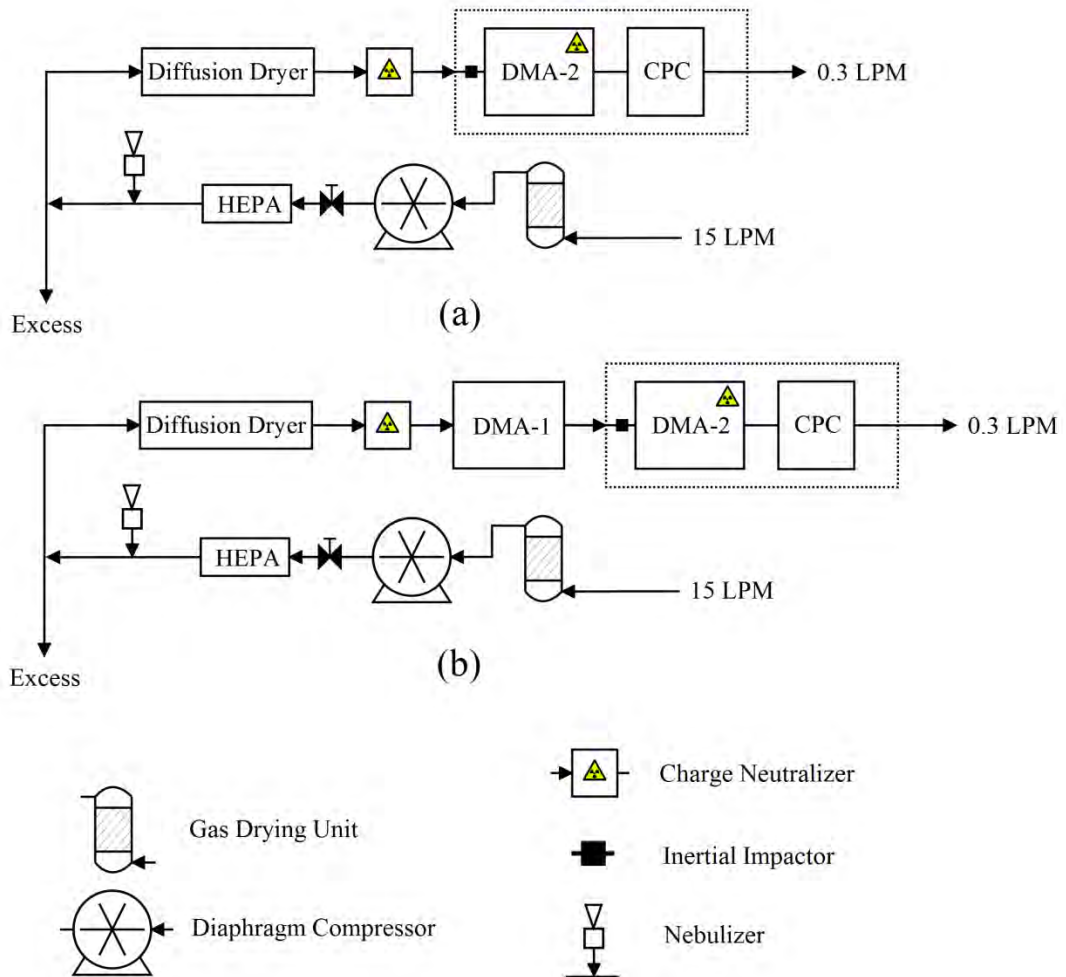 Diffusion Dryer
DMA-2
CPC
0.3 LPM
HEPA
15 LPM
Excess
(a)
Diffusion Dryer
DMA-1
DMA-2
CPC
0.3 LPM
HEPA
15 LPM
Excess
(b)
Gas Drying Unit
Charge Neutralizer
Inertial Impactor
Diaphragm Compressor
Nebulizer